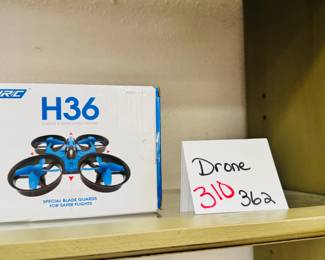 JJRC
H36
SPECIAL BLADE GUARDS
FOR SAFER FLIGHTS
Drone
310 362